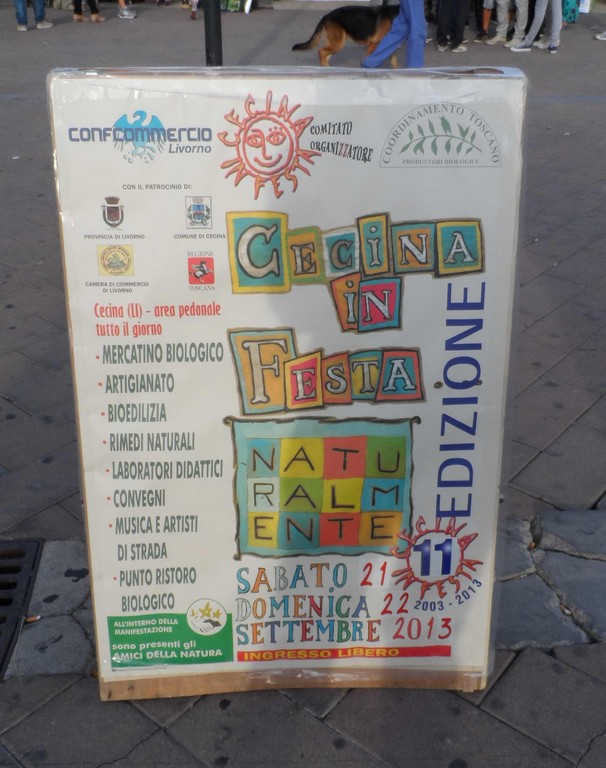 CONFCOMMERCIO
Livorno
CECINA
FEST
COMITATO
ORGANIZZATORE
COORDINAMENTO TOSCANO
PRODUTTORI BIOLOGICI
CON IL PATROCINIO DI:
PROVINCIA DI LIVORNO
COMUNE DI CECINA
CAMERA DI COMMERCIO
DI LIVORNO
REGIONE
TOSCANA
Cecina (LI) - area pedonale
tutto il giorno
• MERCATINO BIOLOGICO
• ARTIGIANATO
• BIOEDILIZIA
• RIMEDI NATURALI
• LABORATORI DIDATTICI
• CONVEGNI
• MUSICA E ARTISTI
DI STRADA
• PUNTO RISTORO
BIOLOGICO
ALL'INTERNO DELLA
MANIFESTAZIONE
sono presenti gli
AMICI DELLA NATURA
CECINA
IN
FESTA
NATU
RALM
ENTE
EDIZIONE
CECINA
11
FEST
2003 - 2013
SABATO 21
DOMENICA 22
SETTEMBRE 2013
INGRESSO LIBERO